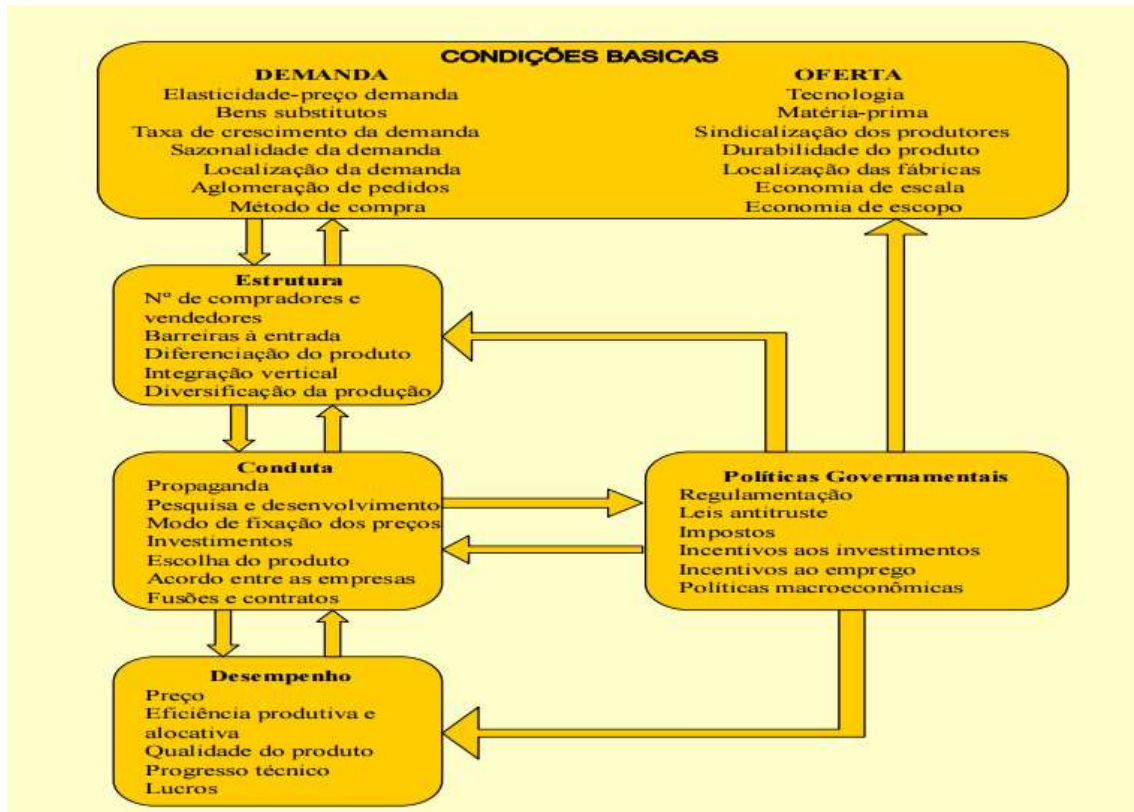 CONDIÇÕES BASICAS
DEMANDA
Elasticidade-preço demanda
Bens substitutos
Taxa de crescimento da demanda
Sazonalidade da demanda
Localização da demanda
Aglomeração de pedidos
Método de compra
OFERTA
Tecnologia
Matéria-prima
Sindicalização dos produtores
Durabilidade do produto
Localização das fábricas
Economia de escala
Economia de escopo
Estrutura
Nº de compradores e
vendedores
Barreiras à entrada
Diferenciação do produto
Integração vertical
Diversificação da produção
Conduta
Propaganda
Pesquisa e desenvolvimento
Modo de fixação dos preços
Investimentos
Escolha do produto
Acordo entre as empresas
Fusões e contratos
Políticas Governamentais
Regulamentação
Leis antitruste
Impostos
Incentivos aos investimentos
Incentivos ao emprego
Políticas macroeconômicas
Desempenho
Preço
Eficiência produtiva e
alocativa
Qualidade do produto
Progresso técnico
Lucros